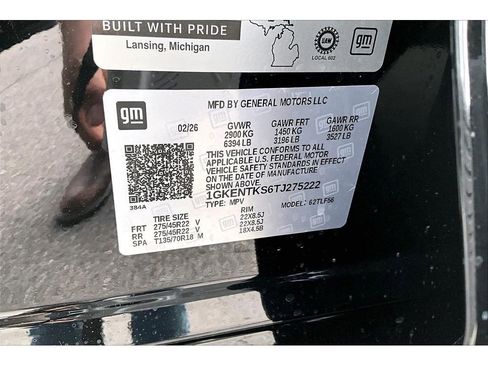 BUILT WITH PRIDE
Lansing, Michigan
UAW
LOCAL 602
gm
gm
MFD BY GENERAL MOTORS LLC
02/26 GVWR GAWR FRT GAWR RR
2900 KG 1450 KG 1600 KG
6394 LB 3196 LB 3527 LB
THIS VEHICLE CONFORMS TO ALL
APPLICABLE U.S. FEDERAL MOTOR
VEHICLE SAFETY STANDARDS IN EFFECT
ON THE DATE OF MANUFACTURE
SHOWN ABOVE.
1GKENTKS6TJ275222
TYPE: MPV 62TLF56
384A
TIRE SIZE RIM
FRT 275/45R22 V 22X8.5J
RR 275/45R22 V 22X8.5J
SPA T135/70R18 M 18X4.5B